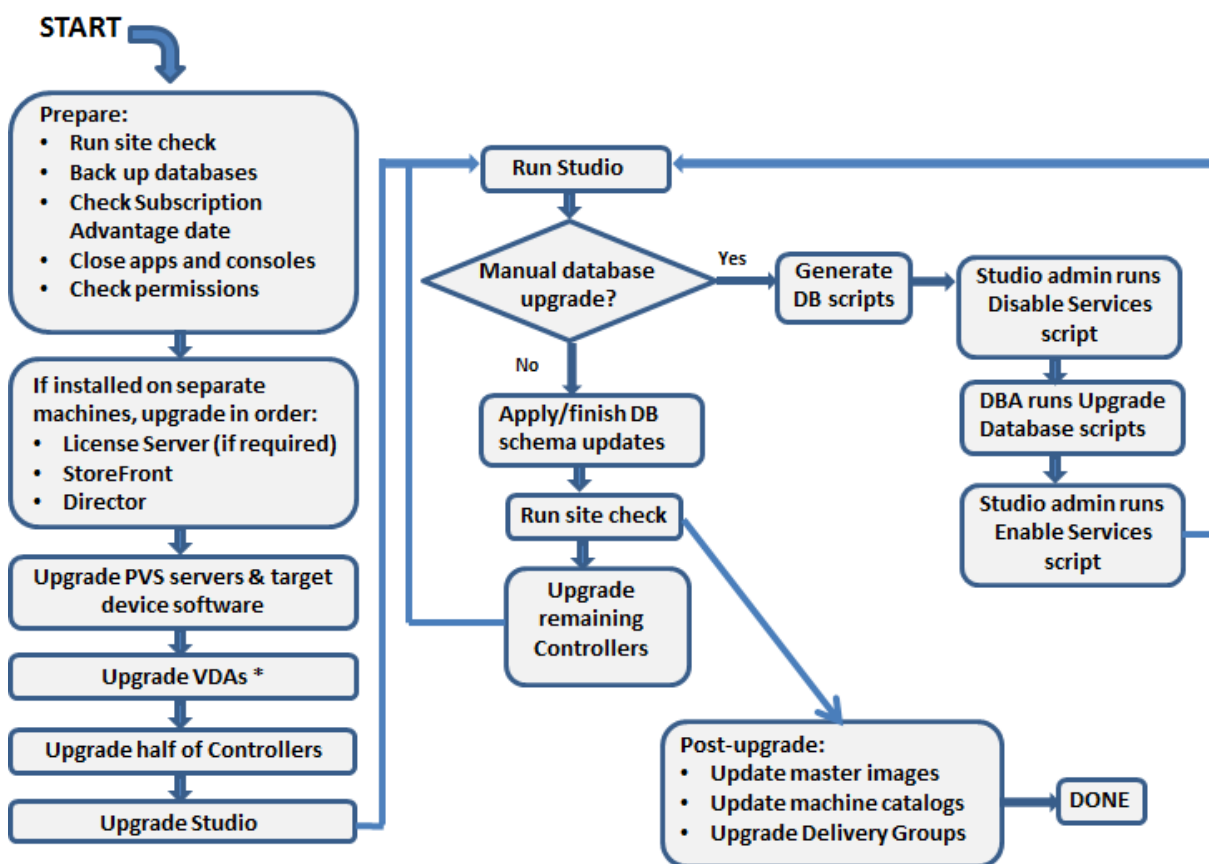 START
Prepare:
• Run site check
• Back up databases
• Check Subscription
Advantage date
• Close apps and consoles
• Check permissions
If installed on separate
machines, upgrade in order:
• License Server (if required)
• StoreFront
• Director
Upgrade PVS servers & target
device software
Upgrade VDAs *
Upgrade half of Controllers
Upgrade Studio
Run Studio
Manual database
upgrade?
Yes
No
Generate
DB scripts
Studio admin runs
Disable Services
script
DBA runs Upgrade
Database scripts
Studio admin runs
Enable Services
script
Apply/finish DB
schema updates
Run site check
Upgrade
remaining
Controllers
Post-upgrade:
• Update master images
• Update machine catalogs
• Upgrade Delivery Groups
DONE